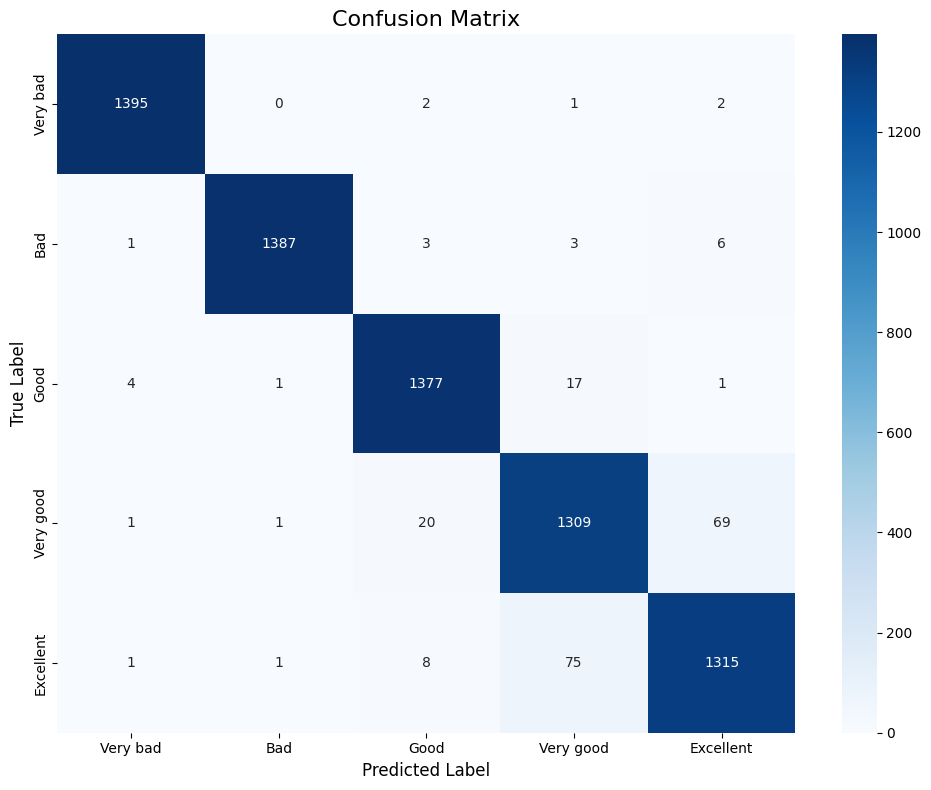 Confusion Matrix
Very bad
1395 0 2 1 2
Bad
1 1387 3 3 6
Good
4 1 1377 17 1
Very good
1 1 20 1309 69
Excellent
1 1 8 75 1315
True Label
Very bad Bad Good Very good Excellent
Predicted Label
1200
1000
800
600
400
200
0